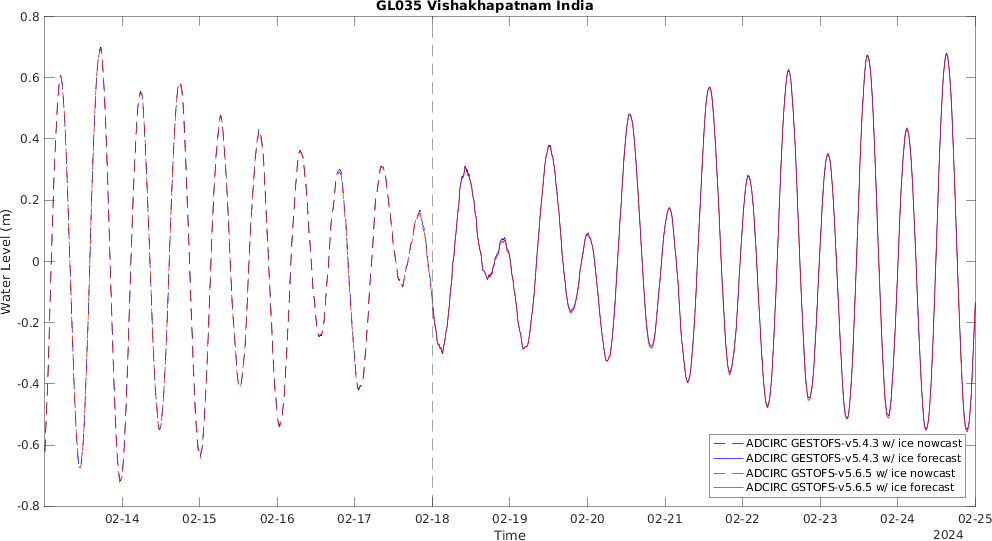 GL035 Vishakhapatnam India
0.8
0.6
0.4
0.2
0
-0.2
-0.4
-0.6
-0.8
Water Level (m)
ADCIRC GESTOFS-v5.4.3 w/ ice nowcast
ADCIRC GESTOFS-v5.4.3 w/ ice forecast
ADCIRC GSTOFS-v5.6.5 w/ ice nowcast
ADCIRC GSTOFS-v5.6.5 w/ ice forecast
02-14 02-15 02-16 02-17 02-18 02-19 02-20 02-21 02-22 02-23 02-24 02-25
Time
2024